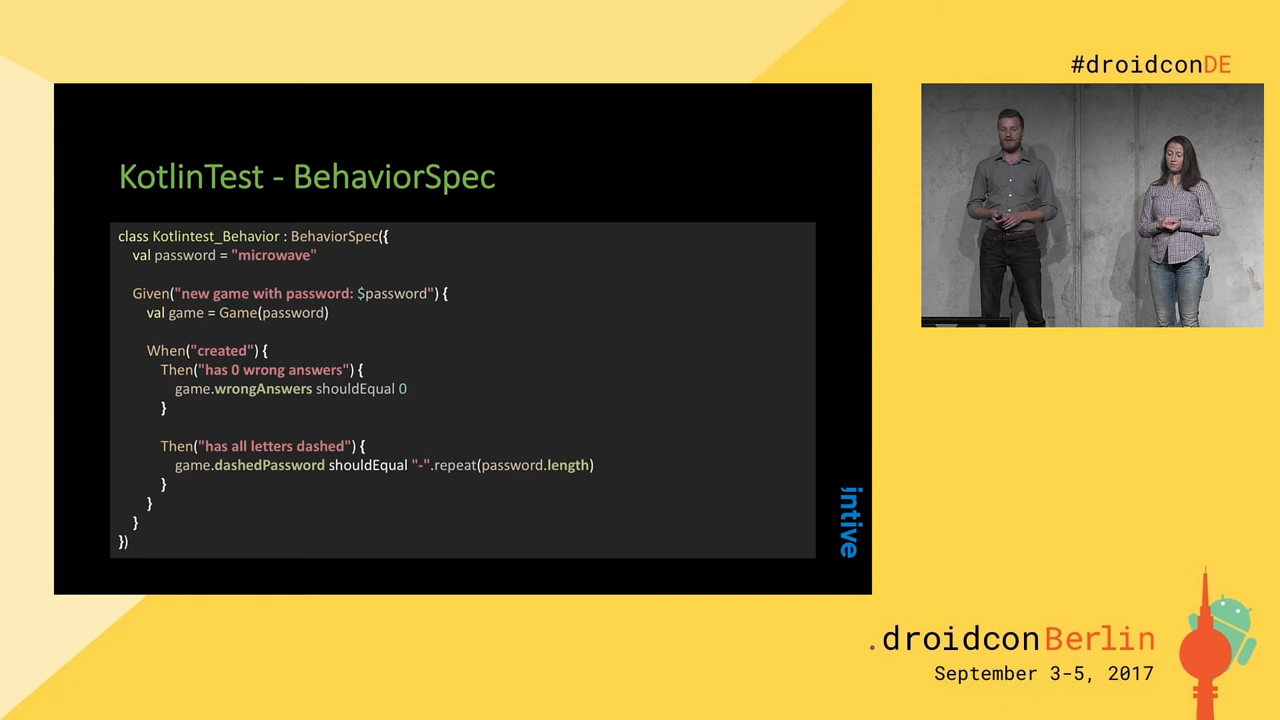 #droidconDE
KotlinTest - BehaviorSpec
class Kotlintest_Behavior : BehaviorSpec({
val password = "microwave"
Given("new game with password: $password") {
val game = Game(password)
When("created") {
Then("has 0 wrong answers") {
game.wrongAnswers shouldEqual 0
}
Then("has all letters dashed") {
game.dashedPassword shouldEqual "-".repeat(password.length)
}
}
}
})
intive
.droidconBerlin
September 3-5, 2017